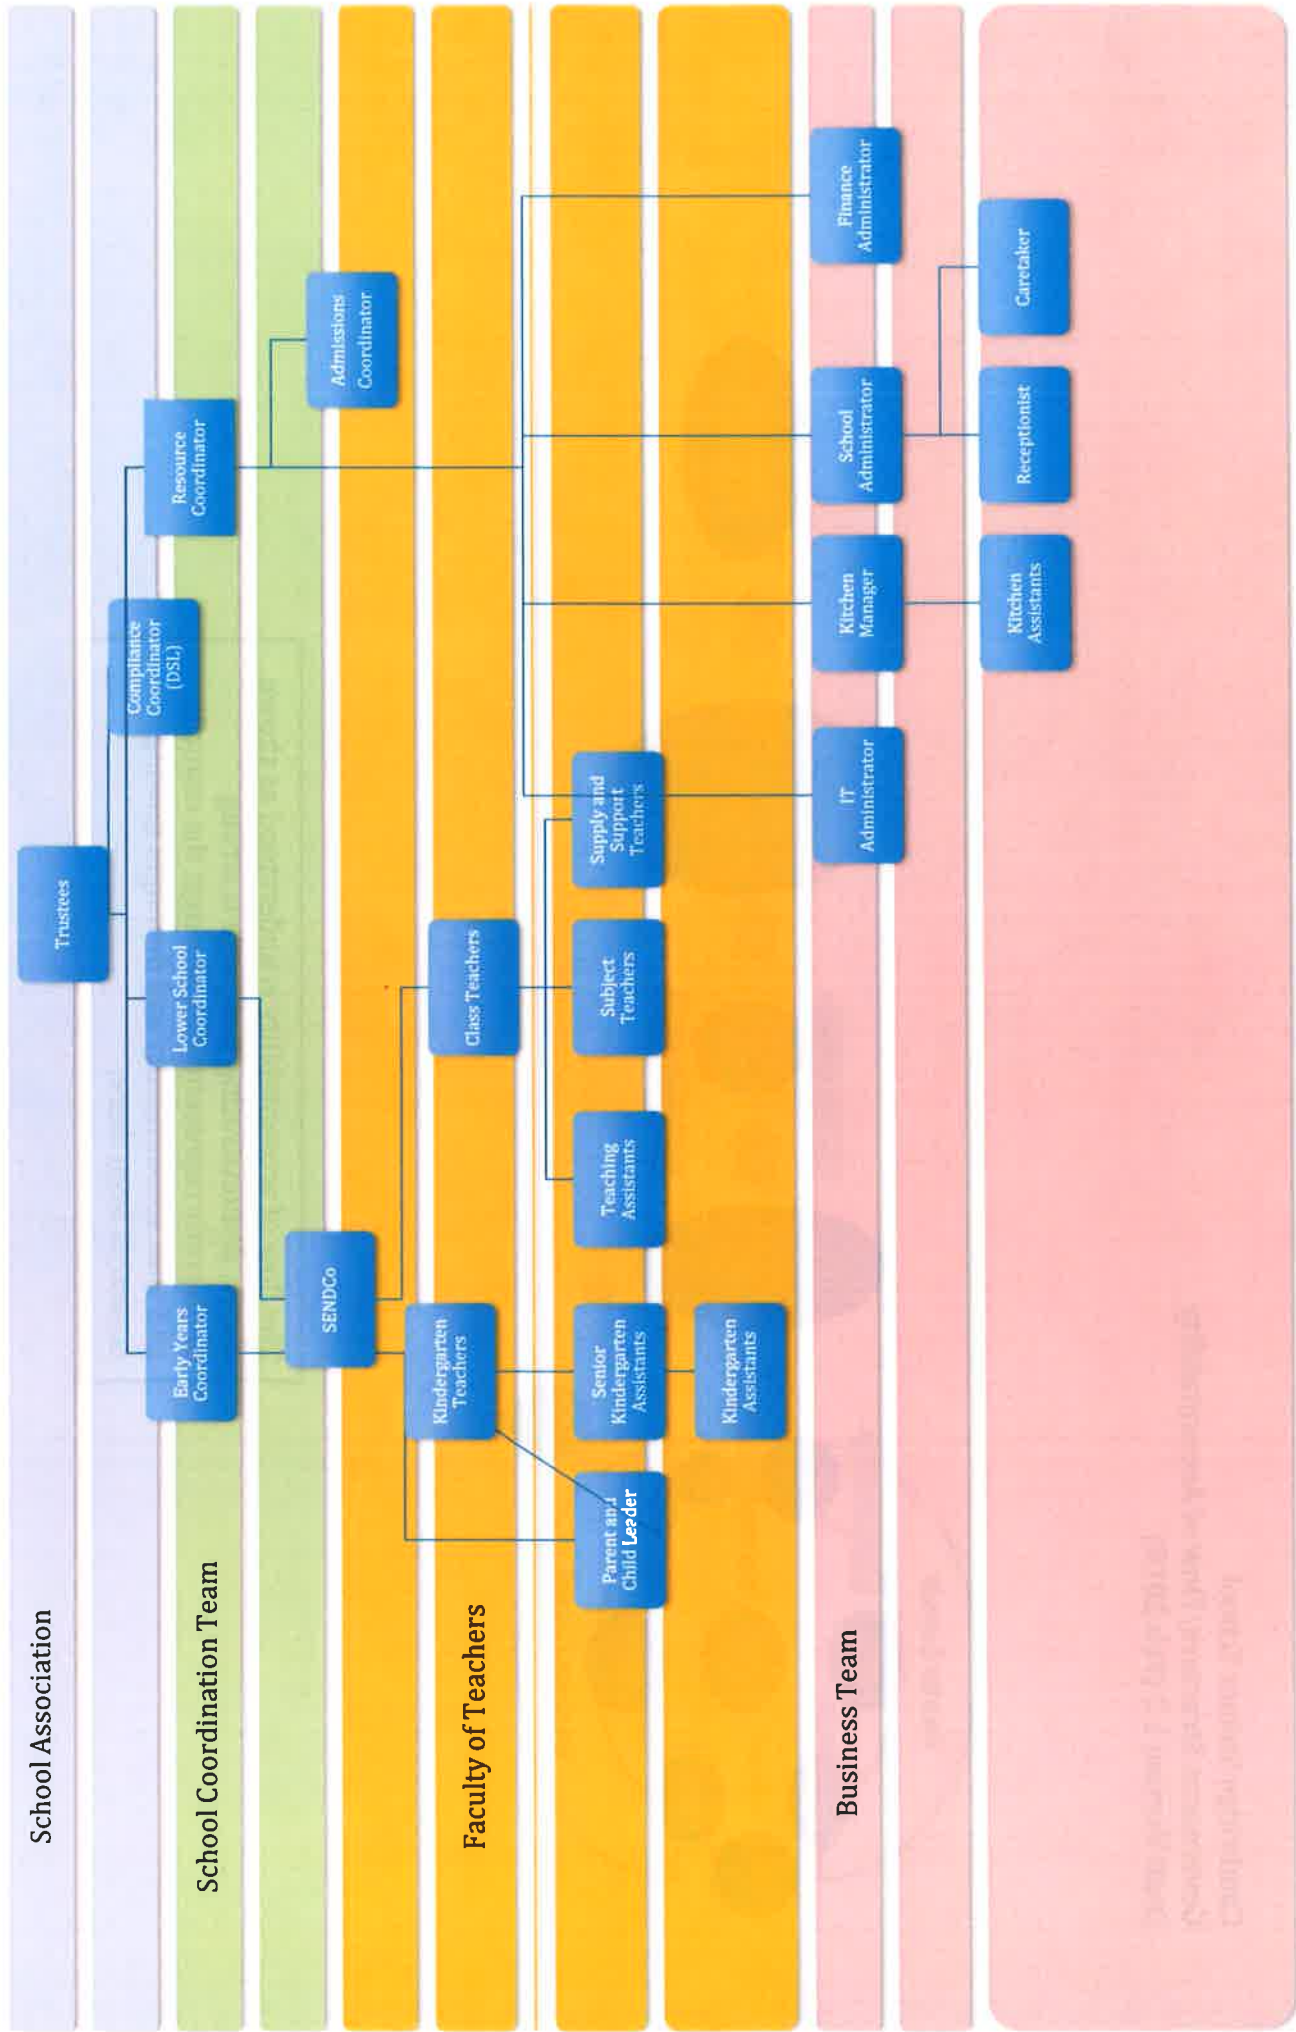 School Association
Trustees
School Coordination Team
Early Years
Coordinator
Lower School
Coordinator
Compliance
Coordinator
(DSL)
Resource
Coordinator
SENDCo
Admissions
Coordinator
Faculty of Teachers
Kindergarten
Teachers
Class Teachers
Parent and
Child Leader
Senior
Kindergarten
Assistants
Teaching
Assistants
Subject
Teachers
Supply and
Support
Teachers
Kindergarten
Assistants
Business Team
IT
Administrator
Kitchen
Manager
School
Administrator
Finance
Administrator
Kitchen
Assistants
Receptionist
Caretaker